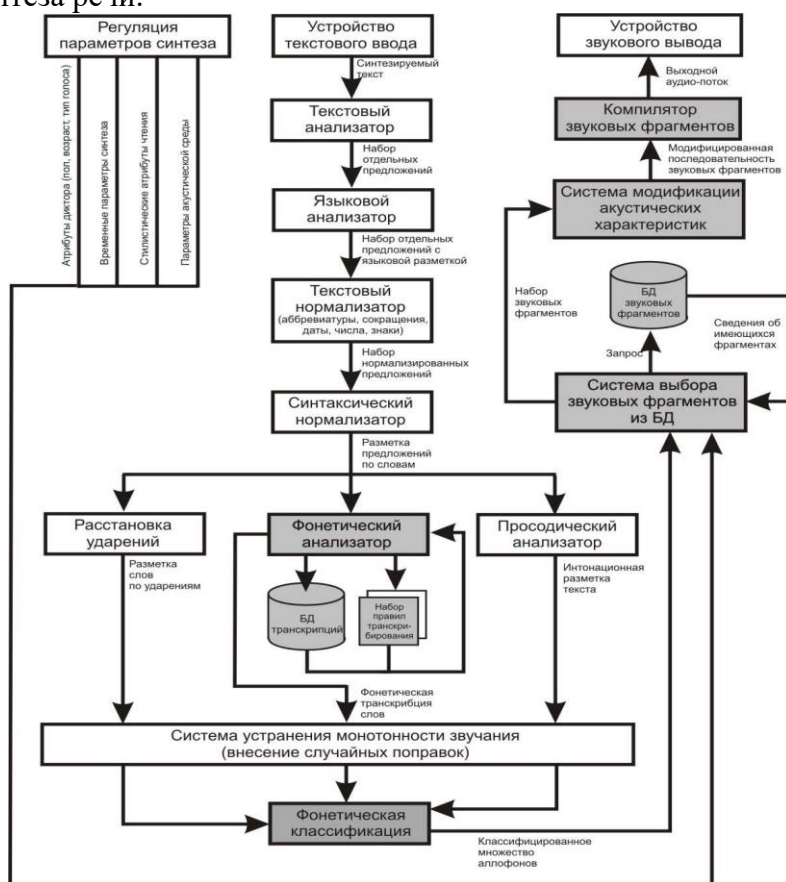 нтеза речи.
Регуляция
параметров синтеза
Атрибуты диктора (пол, возраст, тип голоса)
Временные параметры синтеза
Стилистические атрибуты чтения
Параметры акустической среды
Устройство
текстового ввода
Синтезируемый
текст
Текстовый
анализатор
Набор
отдельных
предложений
Языковой
анализатор
Набор отдельных
предложений с
языковой разметкой
Текстовый
нормализатор
(аббревиатуры, сокращения,
даты, числа, знаки)
Набор
нормализированных
предложений
Синтаксический
нормализатор
Разметка
предложений
по словам
Расстановка
ударений
Разметка
слов
по ударениям
Фонетический
анализатор
БД
транскрипций
Набор
правил
транскри-
бирования
Фонетическая
транскрибция
слов
Просодический
анализатор
Интонационная
разметка
текста
Система устранения монотонности звучания
(внесение случайных поправок)
Фонетическая
классификация
Классифицированное
множество
аллофонов
Устройство
звукового вывода
Выходной
аудио-поток
Компилятор
звуковых фрагментов
Модифицированная
последовательность
звуковых фрагментов
Система модификации
акустических
характеристик
Набор
звуковых
фрагментов
БД
звуковых
фрагментов
Сведения об
имеющихся
фрагментах
Запрос
Система выбора
звуковых фрагментов
из БД